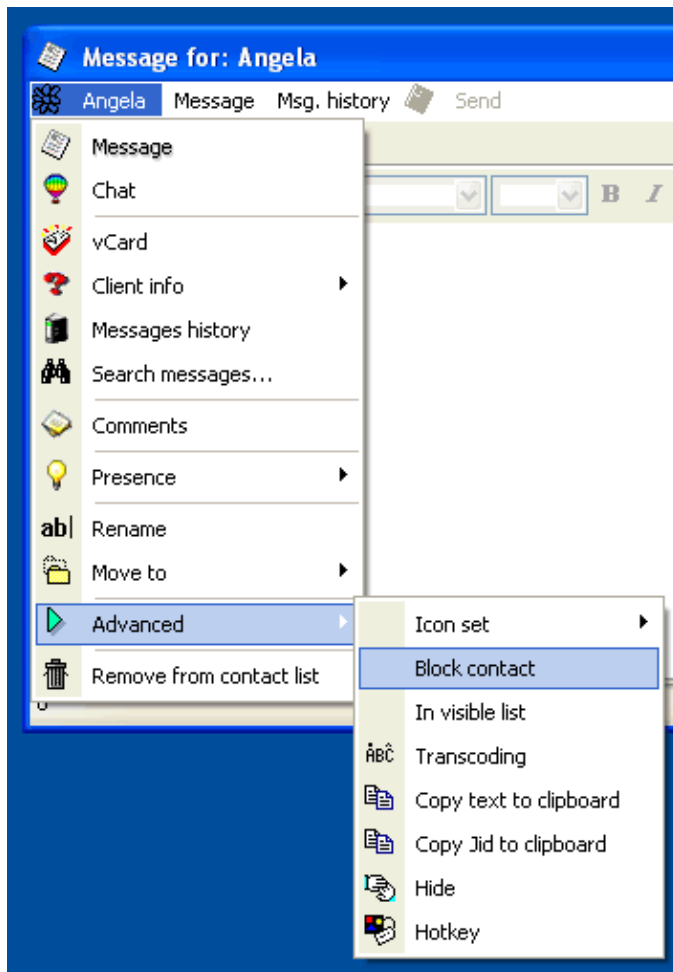 Message for: Angela
Angela Message Msg. history Send
Message
Chat
B I
vCard
Client info
Messages history
Search messages...
Comments
Presence
ab| Rename
Move to
Advanced
Remove from contact list
Icon set
Block contact
In visible list
ÀBĈ Transcoding
Copy text to clipboard
Copy Jid to clipboard
Hide
Hotkey